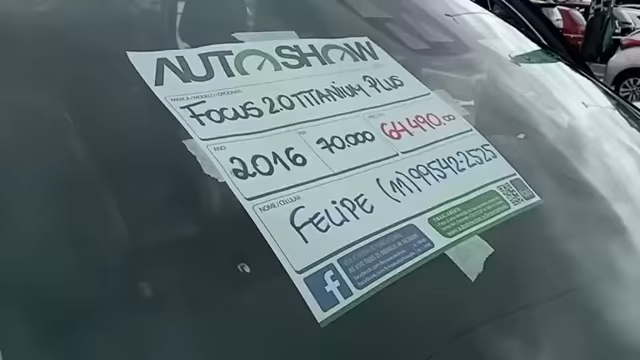 AUTOSHOW
MARCA / MODELO / OPCIONAIS
FOCUS 2.0 TITANIUM PLUS
ANO
2016
KM
70.000
64.490.00
NOME / CELULAR
FELIPE (11) 99542-2525
f